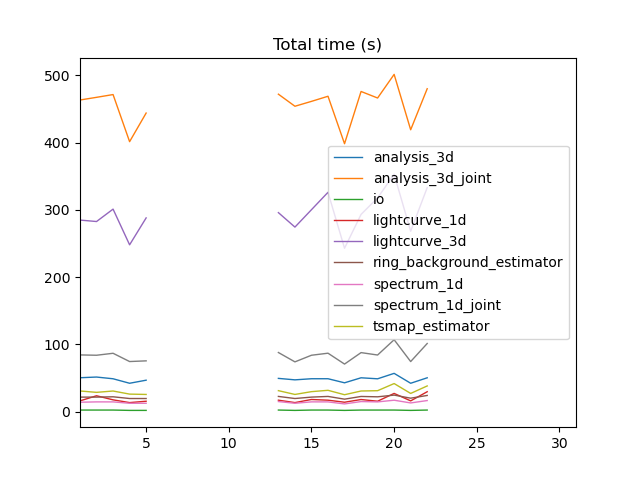 Total time (s)
500
400
300
200
100
0
5
10
15
20
25
30
analysis_3d
analysis_3d_joint
io
lightcurve_1d
lightcurve_3d
ring_background_estimator
spectrum_1d
spectrum_1d_joint
tsmap_estimator